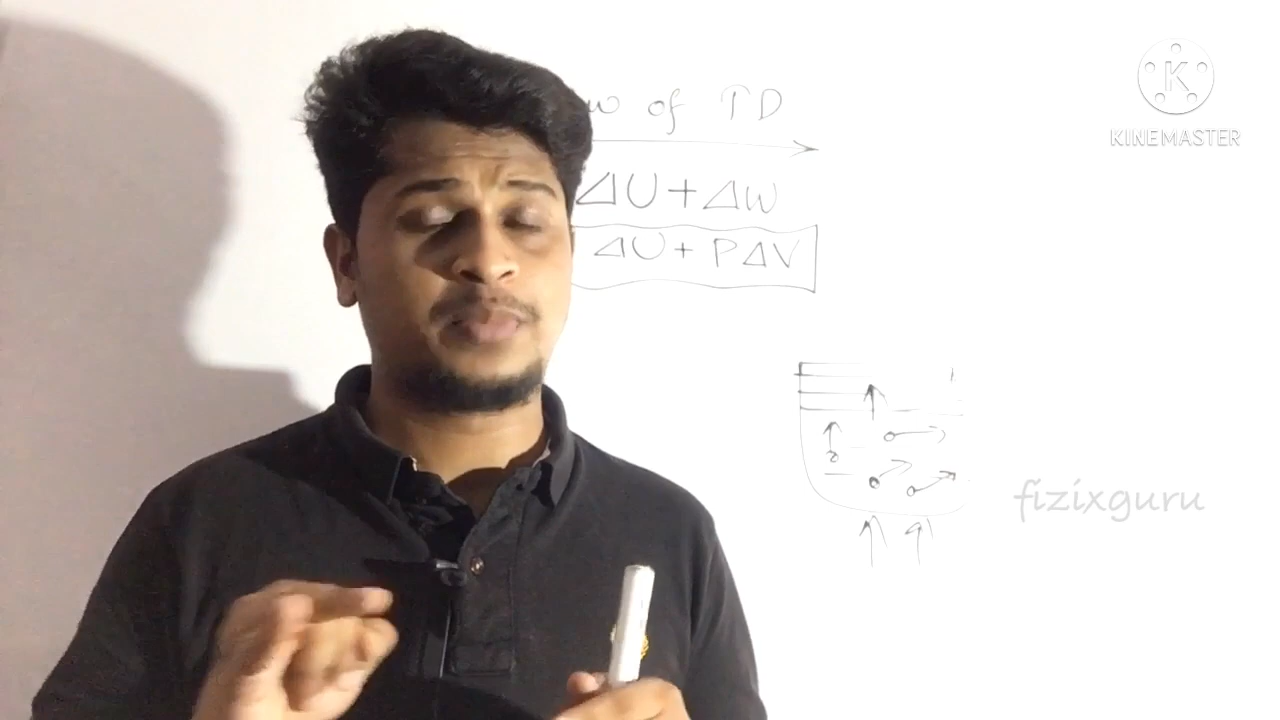 of TD
KINEMASTER
ΔU+Δw
ΔU+ PΔV
fizixguru